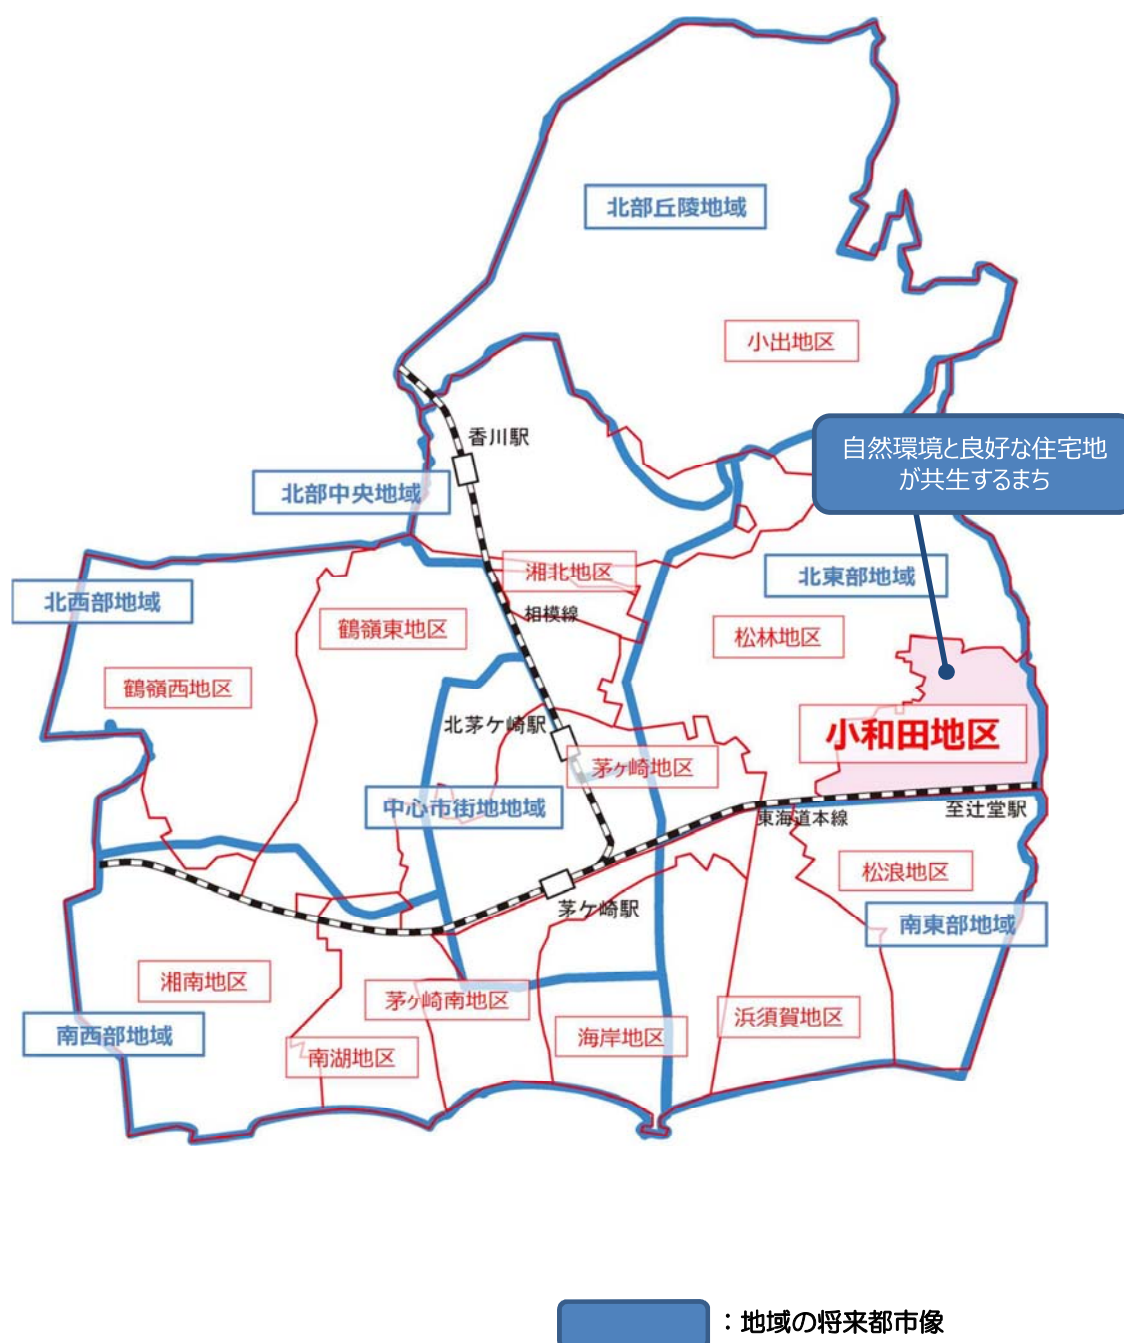 北部丘陵地域
小出地区
自然環境と良好な住宅地
が共生するまち
香川駅
北部中央地域
湘北地区
北東部地域
北西部地域
相模線
鶴嶺東地区
松林地区
鶴嶺西地区
北茅ケ崎駅
小和田地区
茅ヶ崎地区
中心市街地地域
東海道本線
至辻堂駅
松浪地区
茅ケ崎駅
南東部地域
湘南地区
茅ヶ崎南地区
浜須賀地区
南西部地域
海岸地区
南湖地区
：地域の将来都市像